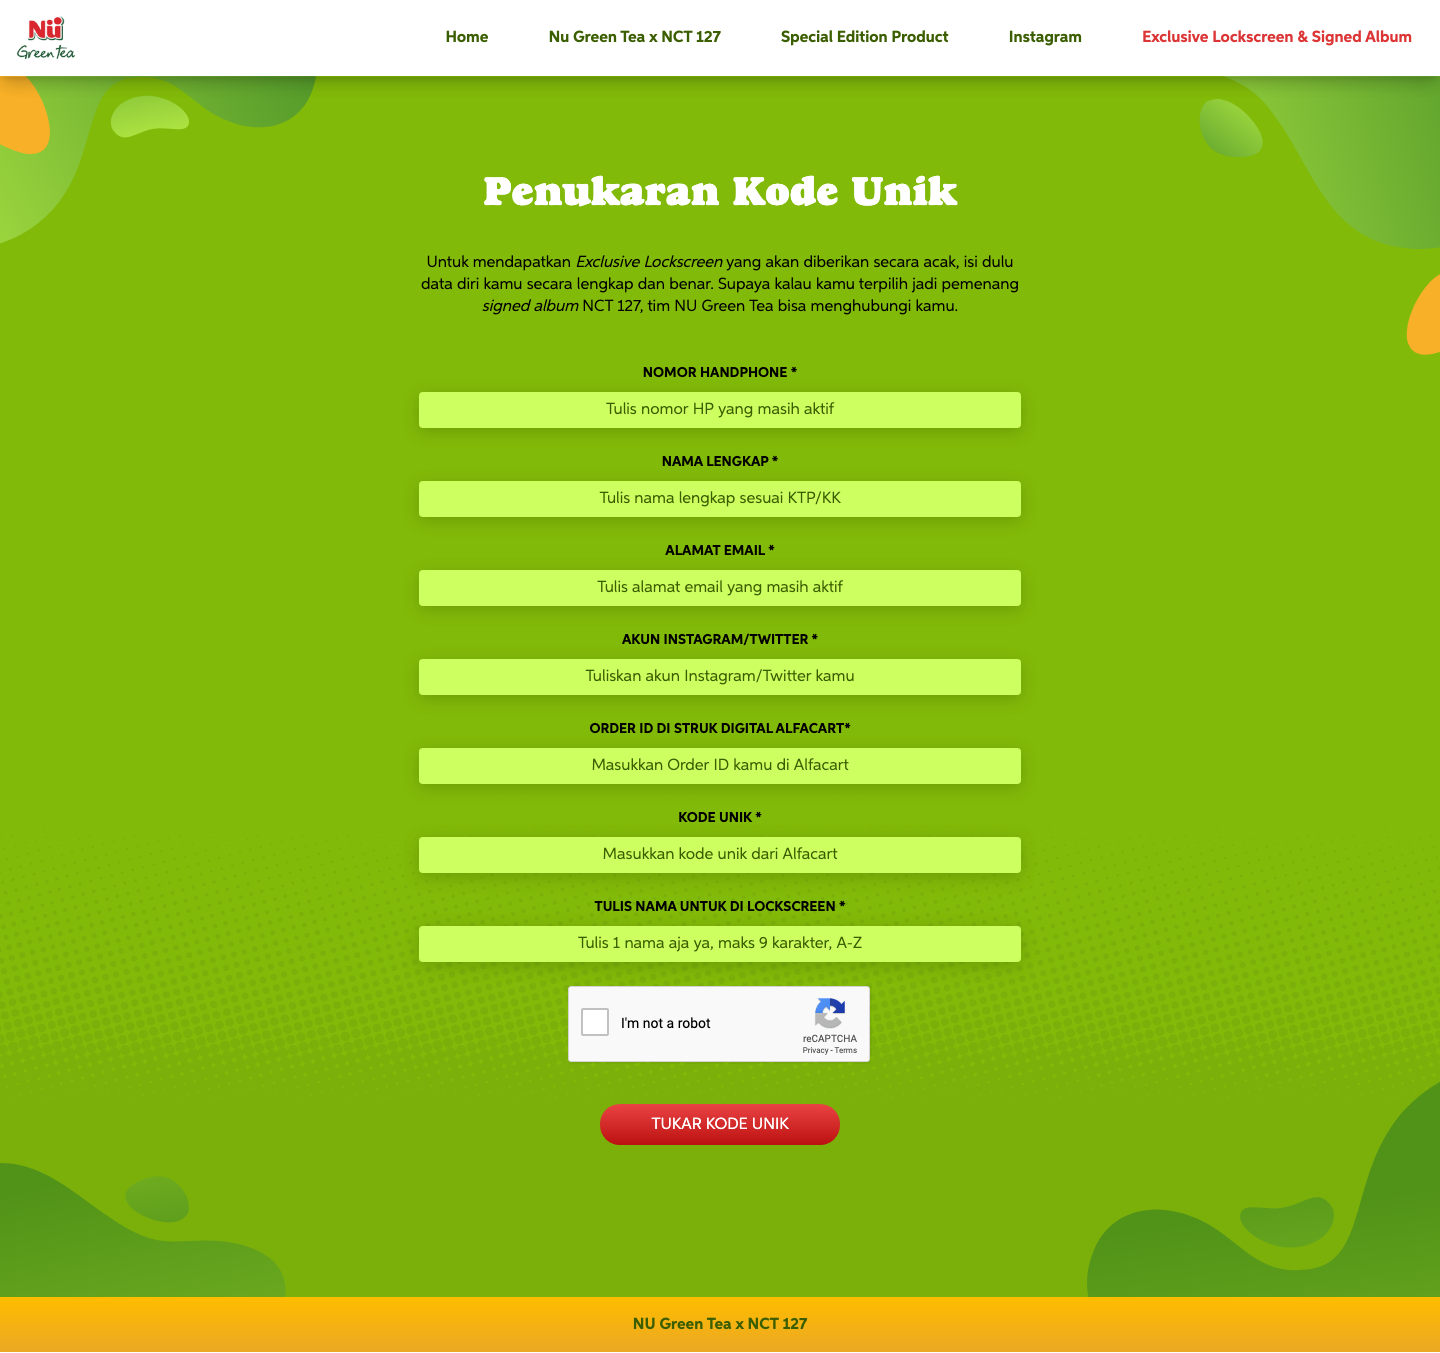 Nü
Green Tea
Home
Nu Green Tea x NCT 127
Special Edition Product
Instagram
Exclusive Lockscreen & Signed Album
Penukaran Kode Unik
Untuk mendapatkan Exclusive Lockscreen yang akan diberikan secara acak, isi dulu
data diri kamu secara lengkap dan benar. Supaya kalau kamu terpilih jadi pemenang
signed album NCT 127, tim NU Green Tea bisa menghubungi kamu.
NOMOR HANDPHONE *
Tulis nomor HP yang masih aktif
NAMA LENGKAP *
Tulis nama lengkap sesuai KTP/KK
ALAMAT EMAIL *
Tulis alamat email yang masih aktif
AKUN INSTAGRAM/TWITTER *
Tuliskan akun Instagram/Twitter kamu
ORDER ID DI STRUK DIGITAL ALFACART*
Masukkan Order ID kamu di Alfacart
KODE UNIK *
Masukkan kode unik dari Alfacart
TULIS NAMA UNTUK DI LOCKSCREEN *
Tulis 1 nama aja ya, maks 9 karakter, A-Z
I'm not a robot
reCAPTCHA
Privacy - Terms
TUKAR KODE UNIK
NU Green Tea x NCT 127